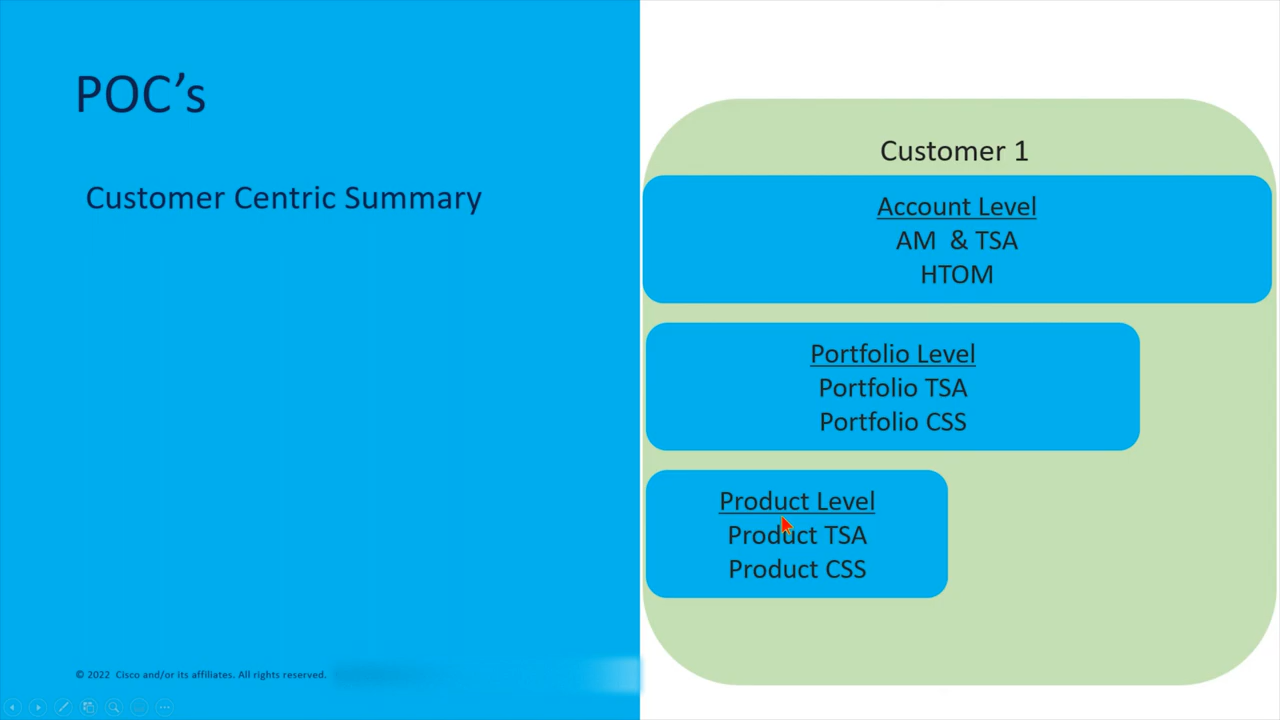 POC’s
Customer Centric Summary
© 2022 Cisco and/or its affiliates. All rights reserved.
Customer 1
Account Level
AM & TSA
HTOM
Portfolio Level
Portfolio TSA
Portfolio CSS
Product Level
Product TSA
Product CSS